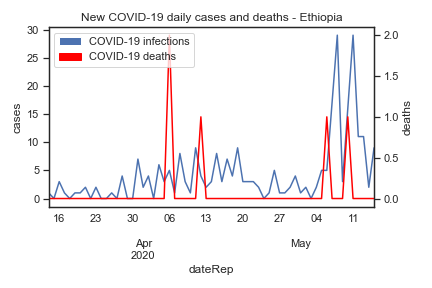 New COVID-19 daily cases and deaths - Ethiopia
COVID-19 infections
COVID-19 deaths
cases
30
25
20
15
10
5
0
deaths
2.0
1.5
1.0
0.5
0.0
16 23 30 06 13 20 27 04 11
Apr May
2020
dateRep